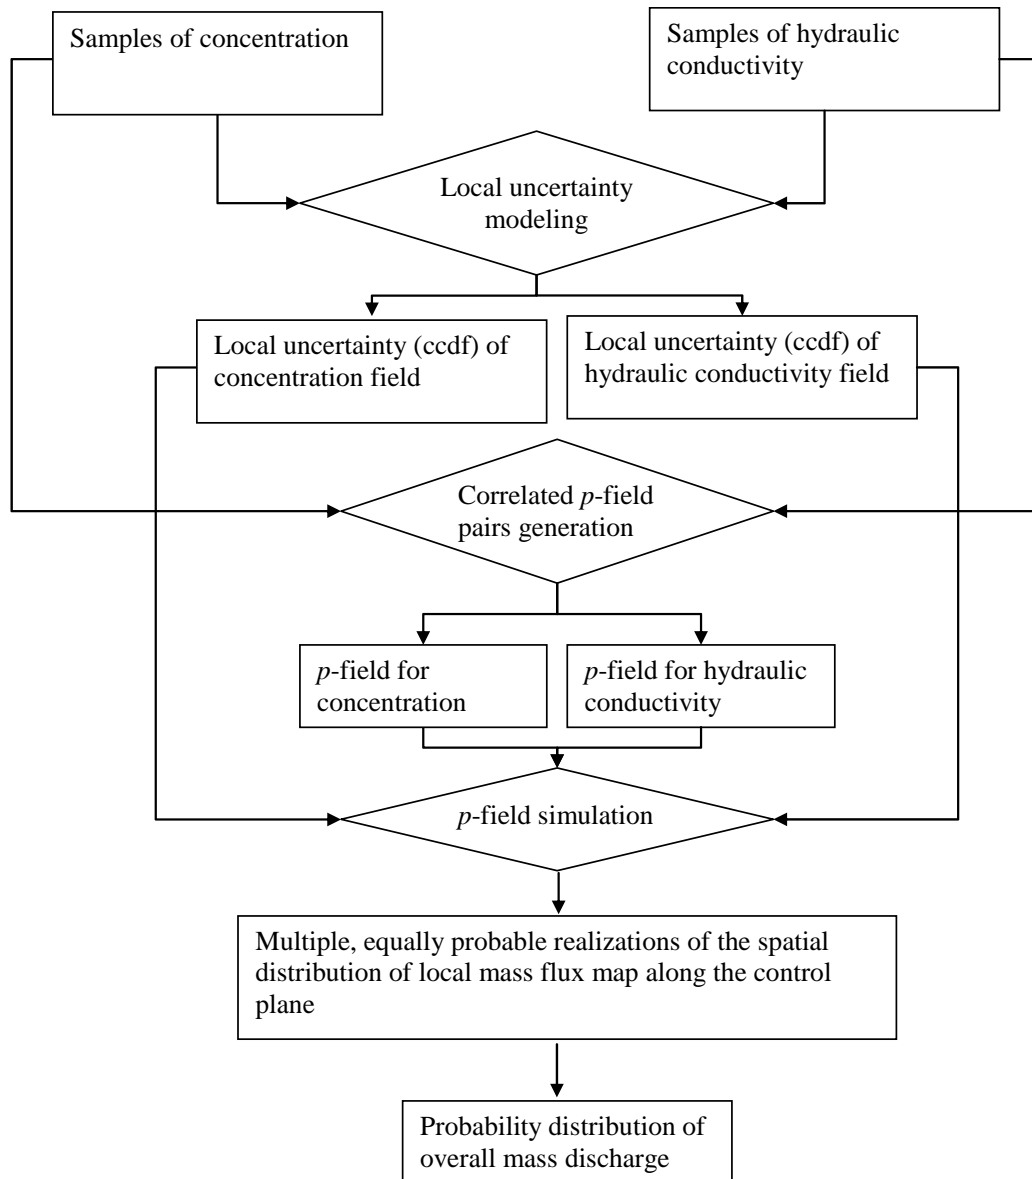 Samples of concentration
Samples of hydraulic
conductivity
Local uncertainty
modeling
Local uncertainty (ccdf) of
concentration field
Local uncertainty (ccdf) of
hydraulic conductivity field
Correlated p-field
pairs generation
p-field for
concentration
p-field for hydraulic
conductivity
p-field simulation
Multiple, equally probable realizations of the spatial
distribution of local mass flux map along the control
plane
Probability distribution of
overall mass discharge